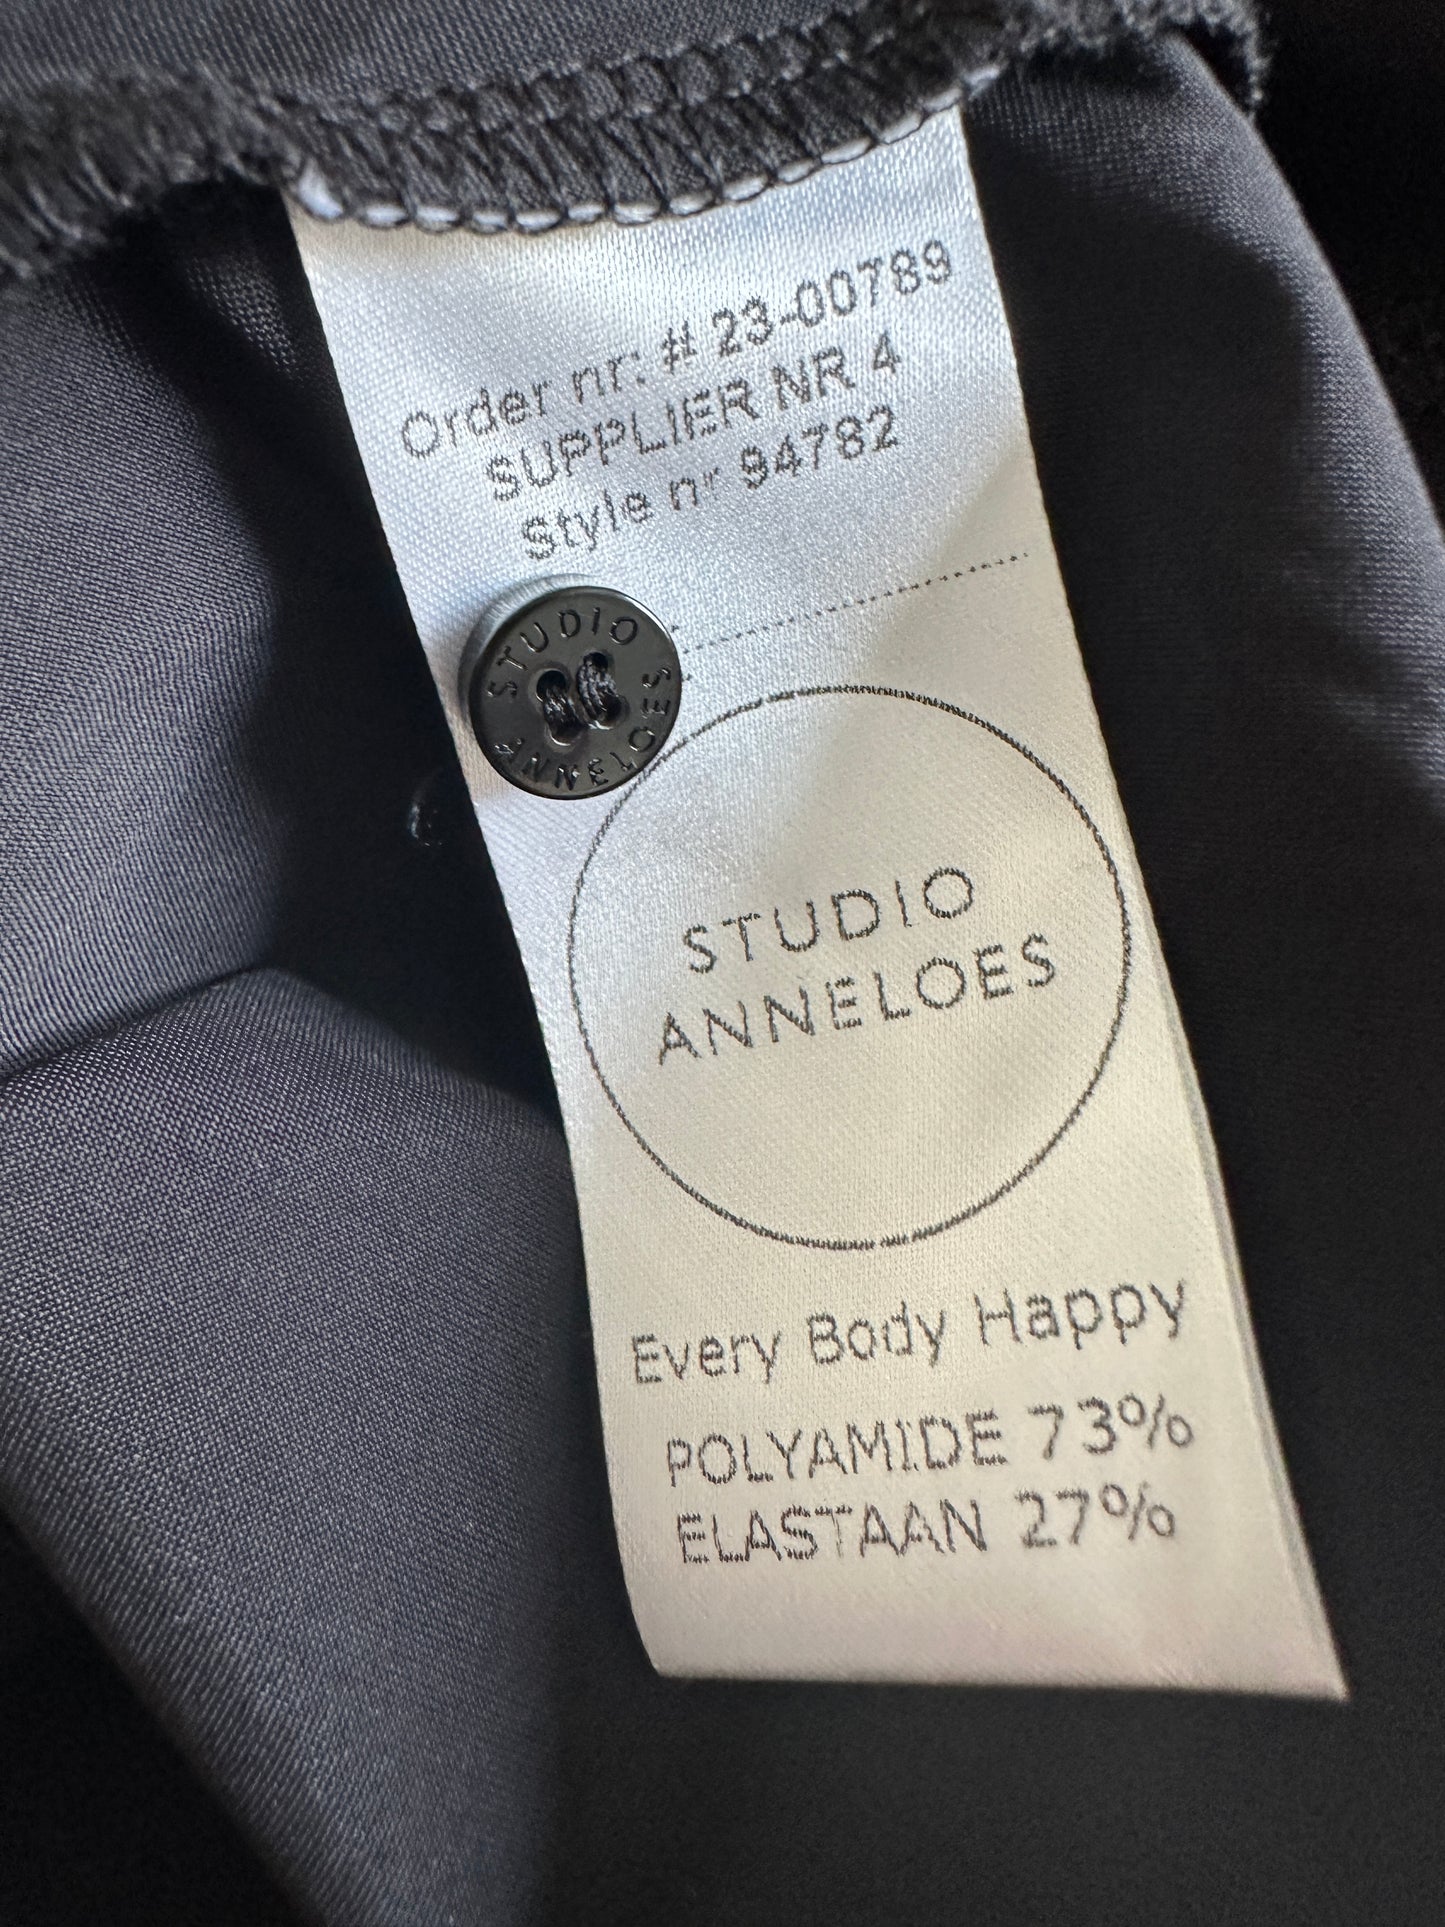 Order nr: # 23-00789
SUPPLIER NR 4
Style nr 94782
STUDIO
ANNELOES
STUDIO
ANNELOES
Every Body Happy
POLYAMIDE 73%
ELASTAAN 27%